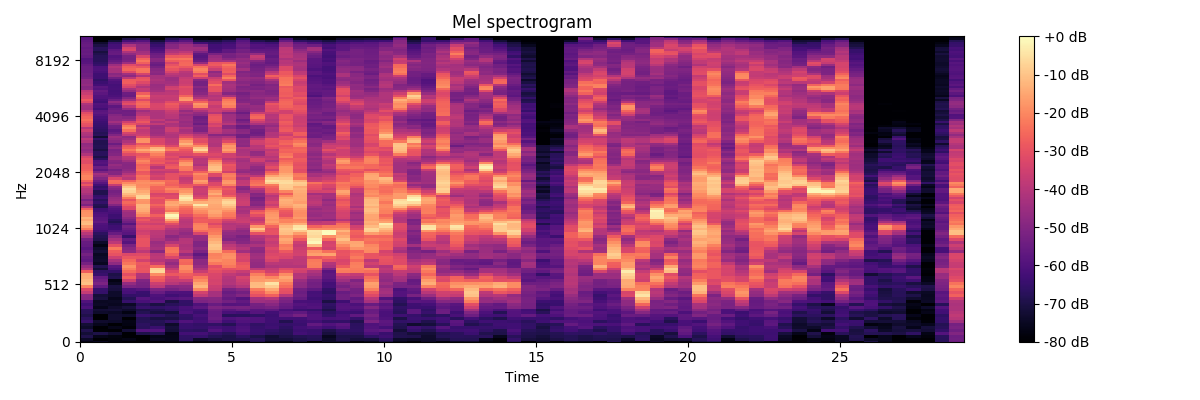 Mel spectrogram
+0 dB
8192
-10 dB
4096
-20 dB
-30 dB
2048
Hz
-40 dB
1024
-50 dB
-60 dB
512
-70 dB
0
-80 dB
0 5 10 15 20 25
Time